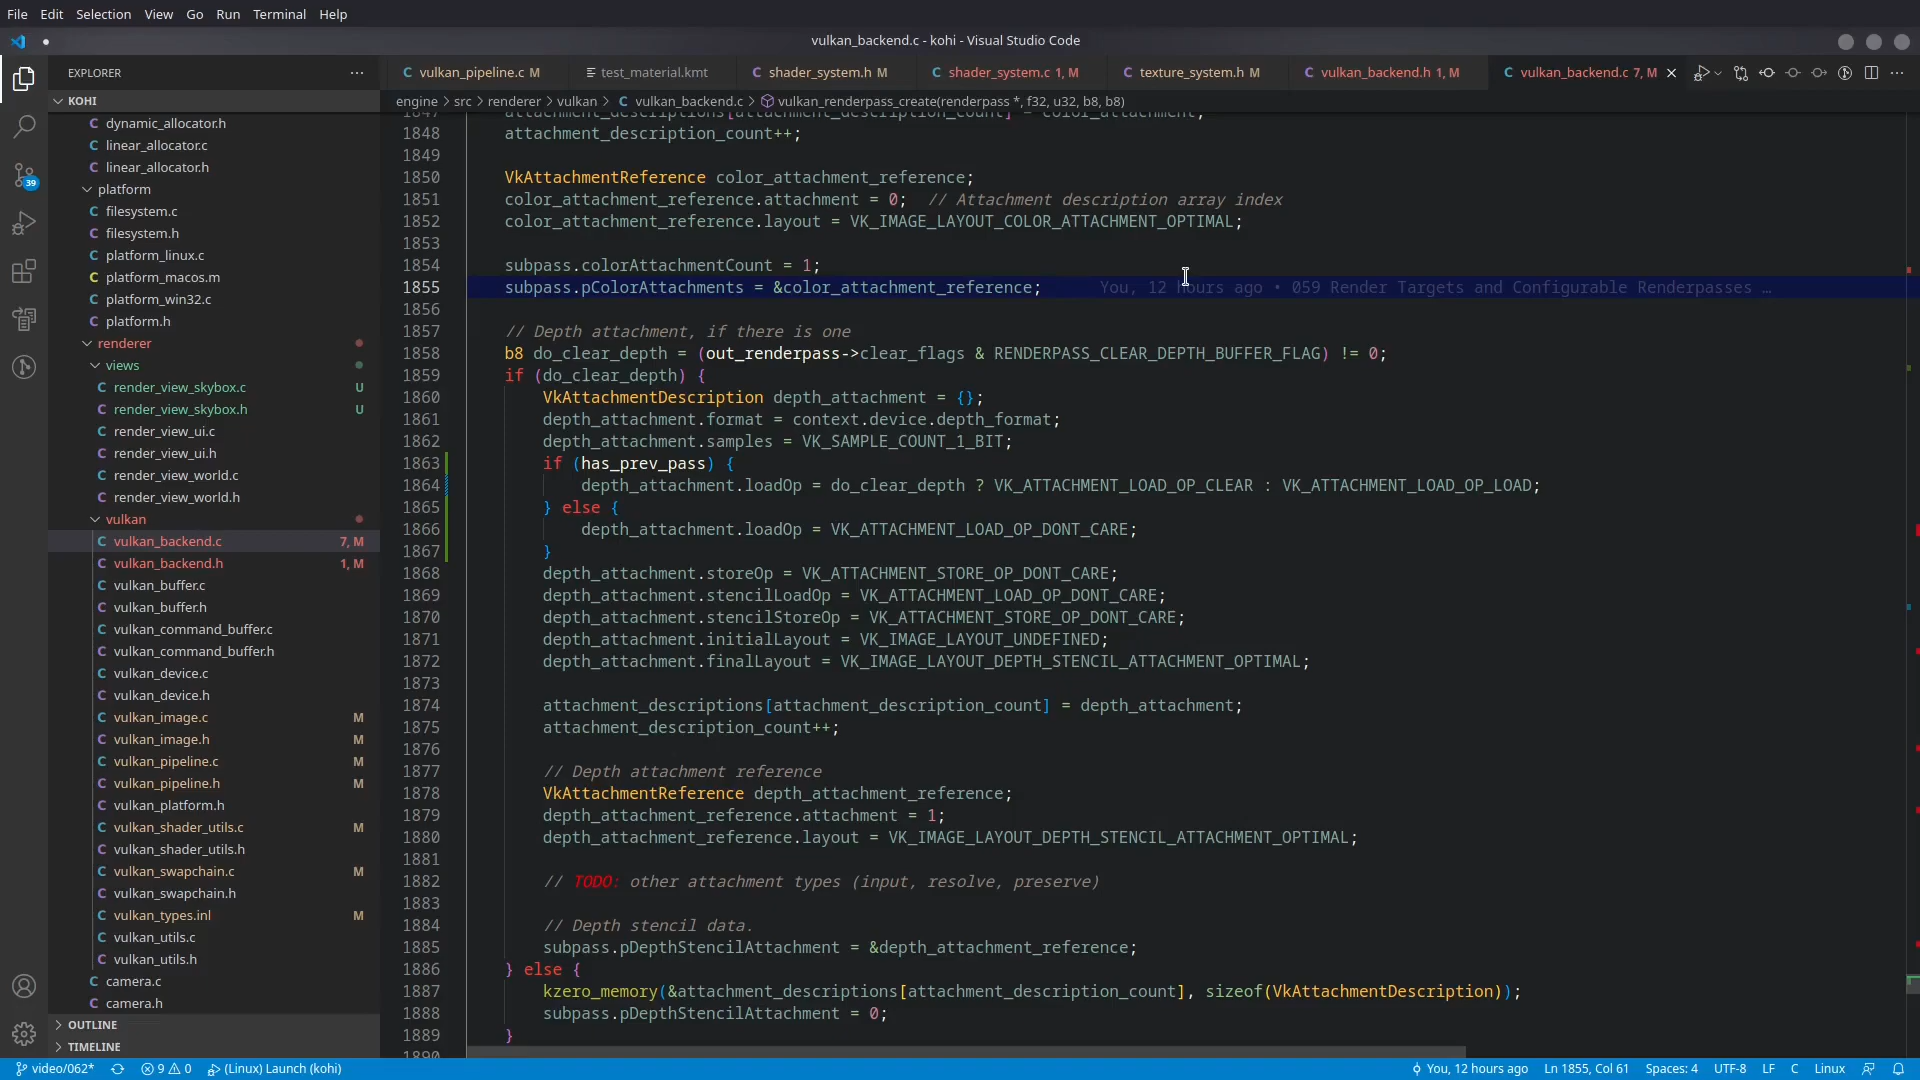 File Edit Selection View Go Run Terminal Help
vulkan_backend.c - kohi - Visual Studio Code
EXPLORER
vulkan_pipeline.c M
test_material.kmt
shader_system.h M
shader_system.c 1, M
texture_system.h M
vulkan_backend.h 1, M
vulkan_backend.c 7, M
KOHI
engine > src > renderer > vulkan > C vulkan_backend.c > vulkan_renderpass_create(renderpass *, f32, u32, b8, b8)
dynamic_allocator.h
linear_allocator.c
linear_allocator.h
platform
filesystem.c
filesystem.h
platform_linux.c
platform_macos.m
platform_win32.c
platform.h
renderer
views
render_view_skybox.c U
render_view_skybox.h U
render_view_ui.c
render_view_ui.h
render_view_world.c
render_view_world.h
vulkan
vulkan_backend.c 7, M
vulkan_backend.h 1, M
vulkan_buffer.c
vulkan_buffer.h
vulkan_command_buffer.c
vulkan_command_buffer.h
vulkan_device.c
vulkan_device.h
vulkan_image.c M
vulkan_image.h M
vulkan_pipeline.c M
vulkan_pipeline.h M
vulkan_platform.h
vulkan_shader_utils.c M
vulkan_shader_utils.h
vulkan_swapchain.c M
vulkan_swapchain.h
vulkan_types.inl M
vulkan_utils.c
vulkan_utils.h
camera.c
camera.h
OUTLINE
TIMELINE
39
1847 attachment_descriptions[attachment_description_count] = color_attachment;
1848 attachment_description_count++;
1849
1850 VkAttachmentReference color_attachment_reference;
1851 color_attachment_reference.attachment = 0;  // Attachment description array index
1852 color_attachment_reference.layout = VK_IMAGE_LAYOUT_COLOR_ATTACHMENT_OPTIMAL;
1853
1854 subpass.colorAttachmentCount = 1;
1855 subpass.pColorAttachments = &color_attachment_reference; You, 12 hours ago • 059 Render Targets and Configurable Renderpasses …
1856
1857 // Depth attachment, if there is one
1858 b8 do_clear_depth = (out_renderpass->clear_flags & RENDERPASS_CLEAR_DEPTH_BUFFER_FLAG) != 0;
1859 if (do_clear_depth) {
1860 VkAttachmentDescription depth_attachment = {};
1861 depth_attachment.format = context.device.depth_format;
1862 depth_attachment.samples = VK_SAMPLE_COUNT_1_BIT;
1863 if (has_prev_pass) {
1864 depth_attachment.loadOp = do_clear_depth ? VK_ATTACHMENT_LOAD_OP_CLEAR : VK_ATTACHMENT_LOAD_OP_LOAD;
1865 } else {
1866 depth_attachment.loadOp = VK_ATTACHMENT_LOAD_OP_DONT_CARE;
1867 }
1868 depth_attachment.storeOp = VK_ATTACHMENT_STORE_OP_DONT_CARE;
1869 depth_attachment.stencilLoadOp = VK_ATTACHMENT_LOAD_OP_DONT_CARE;
1870 depth_attachment.stencilStoreOp = VK_ATTACHMENT_STORE_OP_DONT_CARE;
1871 depth_attachment.initialLayout = VK_IMAGE_LAYOUT_UNDEFINED;
1872 depth_attachment.finalLayout = VK_IMAGE_LAYOUT_DEPTH_STENCIL_ATTACHMENT_OPTIMAL;
1873
1874 attachment_descriptions[attachment_description_count] = depth_attachment;
1875 attachment_description_count++;
1876
1877 // Depth attachment reference
1878 VkAttachmentReference depth_attachment_reference;
1879 depth_attachment_reference.attachment = 1;
1880 depth_attachment_reference.layout = VK_IMAGE_LAYOUT_DEPTH_STENCIL_ATTACHMENT_OPTIMAL;
1881
1882 // TODO: other attachment types (input, resolve, preserve)
1883
1884 // Depth stencil data.
1885 subpass.pDepthStencilAttachment = &depth_attachment_reference;
1886 } else {
1887 kzero_memory(&attachment_descriptions[attachment_description_count], sizeof(VkAttachmentDescription));
1888 subpass.pDepthStencilAttachment = 0;
1889 }
1890
video/062* 9 0 (Linux) Launch (kohi) You, 12 hours ago Ln 1855, Col 61 Spaces: 4 UTF-8 LF C Linux